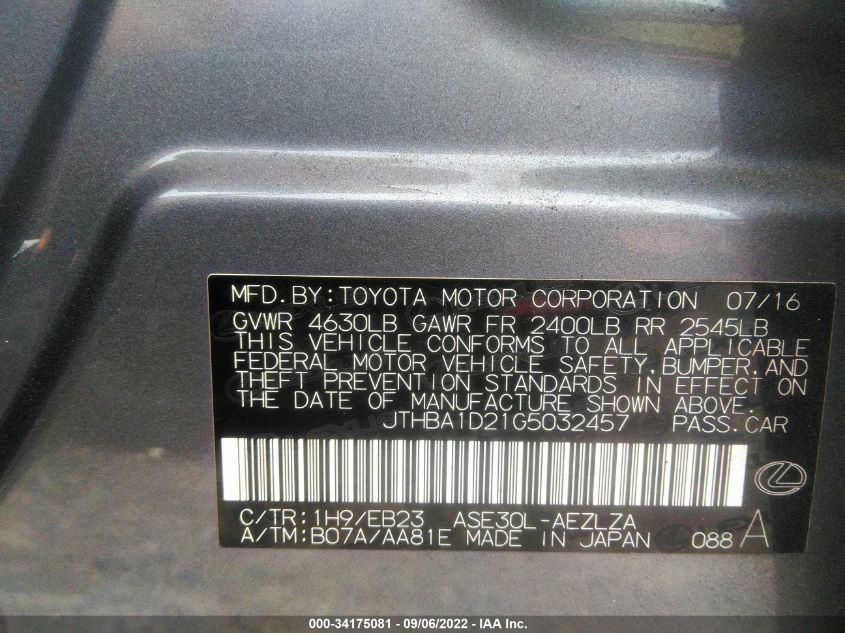 MFD.BY:TOYOTA MOTOR CORPORATION 07/16
GVWR 4630LB GAWR FR 2400LB RR 2545LB
THIS VEHICLE CONFORMS TO ALL APPLICABLE
FEDERAL MOTOR VEHICLE SAFETY,BUMPER,AND
THEFT PREVENTION STANDARDS IN EFFECT ON
THE DATE OF MANUFACTURE SHOWN ABOVE.
JTHBA1D21G5032457 PASS.CAR
C/TR:1H9/EB23 ASE30L-AEZLZA
A/TM:B07A/AA81E MADE IN JAPAN 088 A
000-34175081 - 09/06/2022 - IAA Inc.